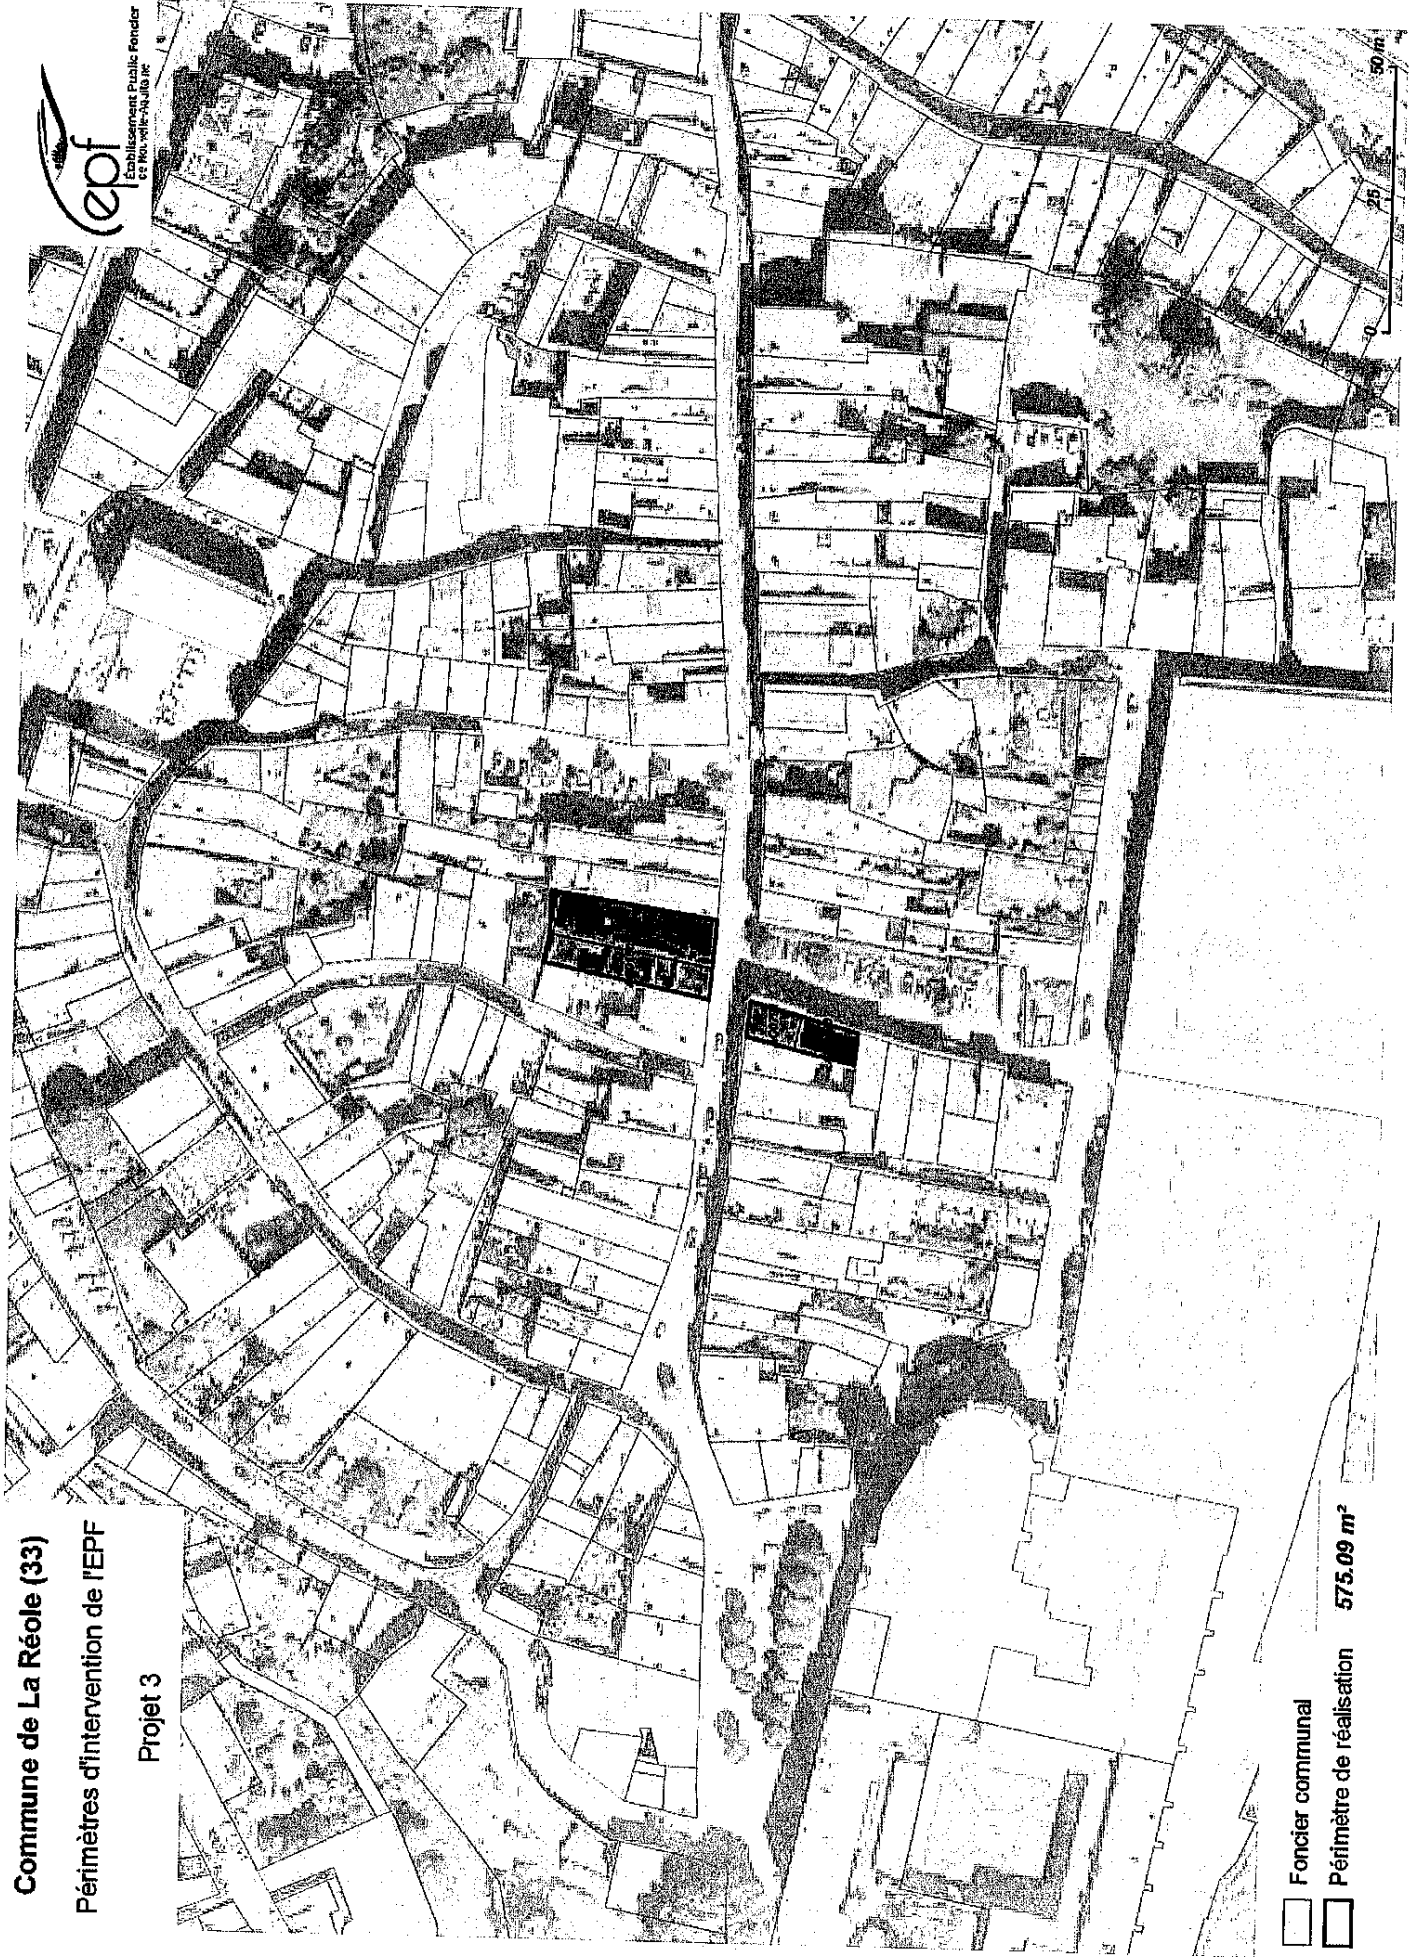 Commune de La Réole (33)
Périmètres d'intervention de l'EPF
Projet 3
epf
Établissement Public Foncier
de Nouvelle-Aquitaine
Foncier communal
Périmètre de réalisation 575.09 m²
0 25 50 m